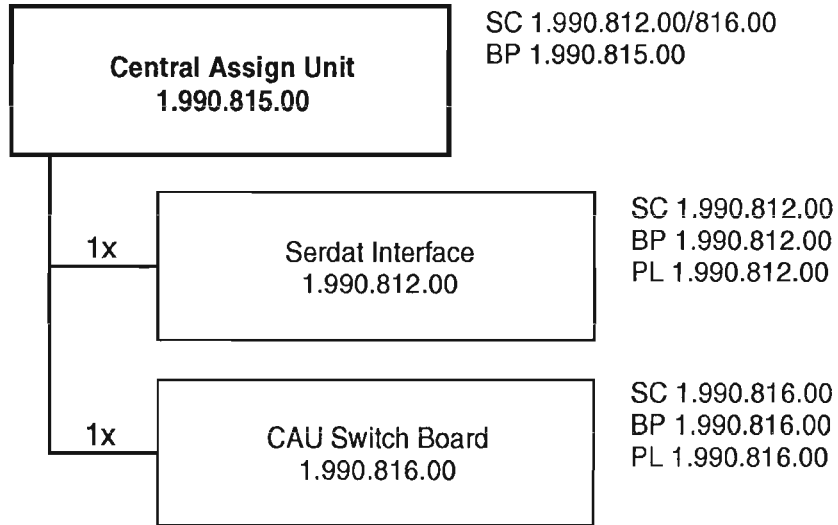 Central Assign Unit
1.990.815.00
SC 1.990.812.00/816.00
BP 1.990.815.00
1x
Serdat Interface
1.990.812.00
SC 1.990.812.00
BP 1.990.812.00
PL 1.990.812.00
1x
CAU Switch Board
1.990.816.00
SC 1.990.816.00
BP 1.990.816.00
PL 1.990.816.00